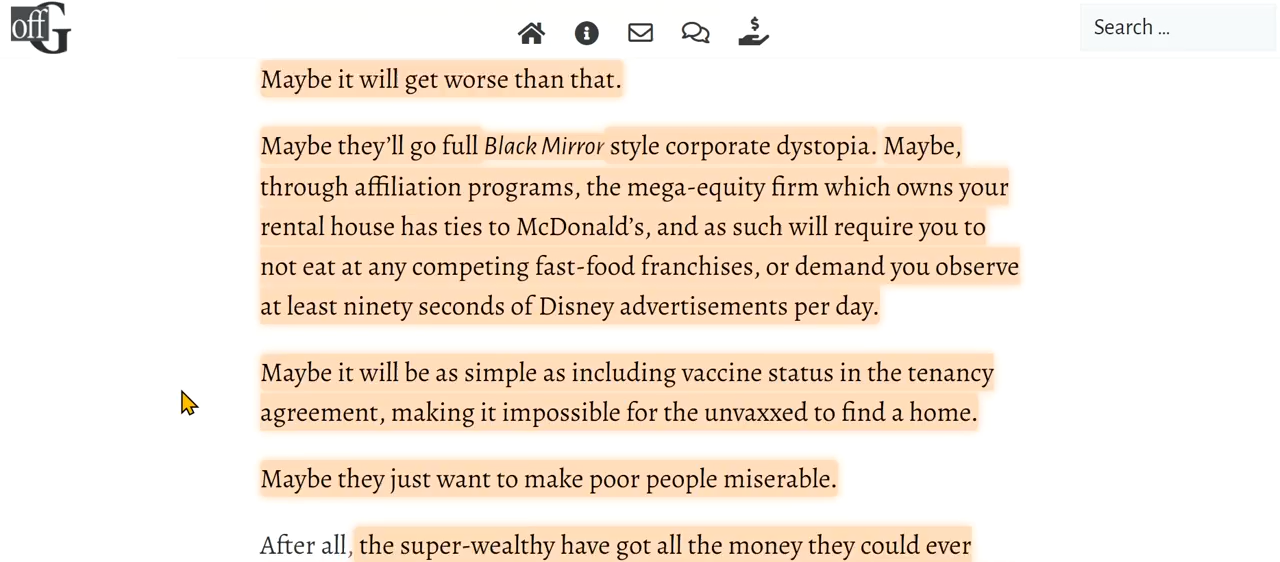 offG
Search ...
Maybe it will get worse than that.
Maybe they’ll go full Black Mirror style corporate dystopia. Maybe,
through affiliation programs, the mega-equity firm which owns your
rental house has ties to McDonald’s, and as such will require you to
not eat at any competing fast-food franchises, or demand you observe
at least ninety seconds of Disney advertisements per day.
Maybe it will be as simple as including vaccine status in the tenancy
agreement, making it impossible for the unvaxxed to find a home.
Maybe they just want to make poor people miserable.
After all, the super-wealthy have got all the money they could ever